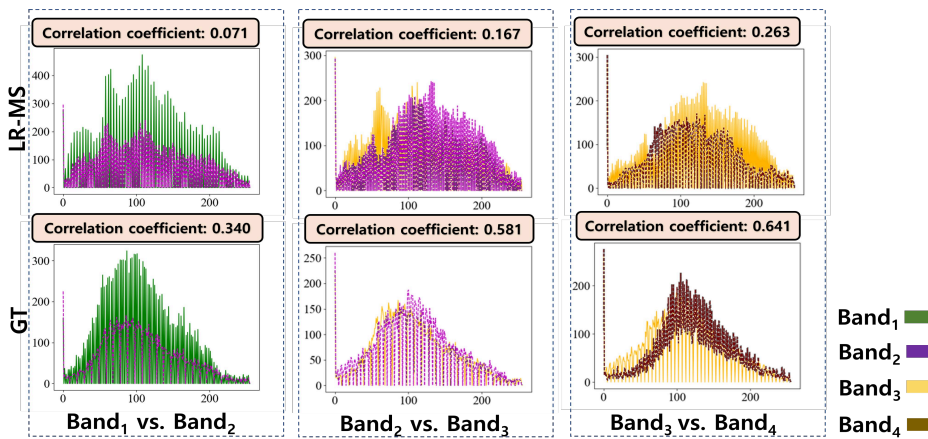 Correlation coefficient: 0.071
Correlation coefficient: 0.167
Correlation coefficient: 0.263
LR-MS
400
300
200
100
0
0 100 200
300
200
100
0
0 100 200
300
200
100
0
0 100 200
Correlation coefficient: 0.340
Correlation coefficient: 0.581
Correlation coefficient: 0.641
GT
300
200
100
0
0 100 200
250
200
150
100
50
0
0 100 200
250
200
150
100
50
0
0 100 200
Band₁ vs. Band₂
Band₂ vs. Band₃
Band₃ vs. Band₄
Band₁
Band₂
Band₃
Band₄